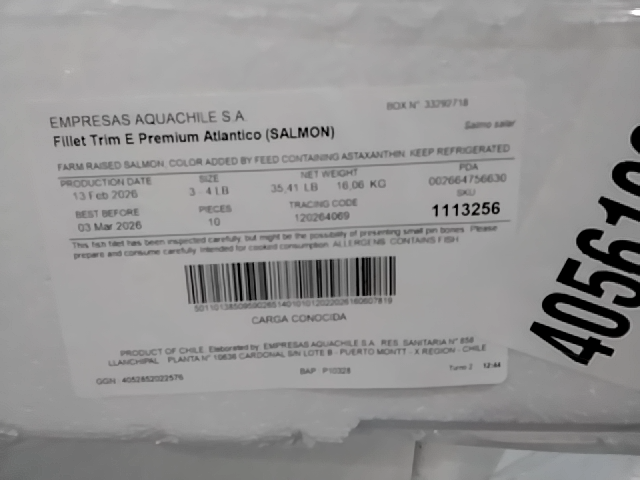 EMPRESAS AQUACHILE S.A.
BOX N° 33292718
Fillet Trim E Premium Atlantico (SALMON)
Salmo salar
FARM RAISED SALMON, COLOR ADDED BY FEED CONTAINING ASTAXANTHIN. KEEP REFRIGERATED
PRODUCTION DATE SIZE NET WEIGHT PDA
13 Feb 2026 3 - 4 LB 35,41 LB 16,06 KG 002664756630
BEST BEFORE PIECES TRACING CODE SKU
03 Mar 2026 10 120264069 1113256
This fish fillet has been inspected carefully, but might be the possibility of presenting small pin bones. Please
prepare and consume carefully. Intended for cooked consumption. ALLERGENS: CONTAINS FISH
CARGA CONOCIDA
PRODUCT OF CHILE. Elaborated by: EMPRESAS AQUACHILE S.A. RES. SANITARIA N° 658
LLANCHIPAL PLANTA N° 10638 CARDONAL S/N LOTE B - PUERTO MONTT - X REGION - CHILE
GGN: 4052852022576 BAP: P10328 Turno 2 12:44